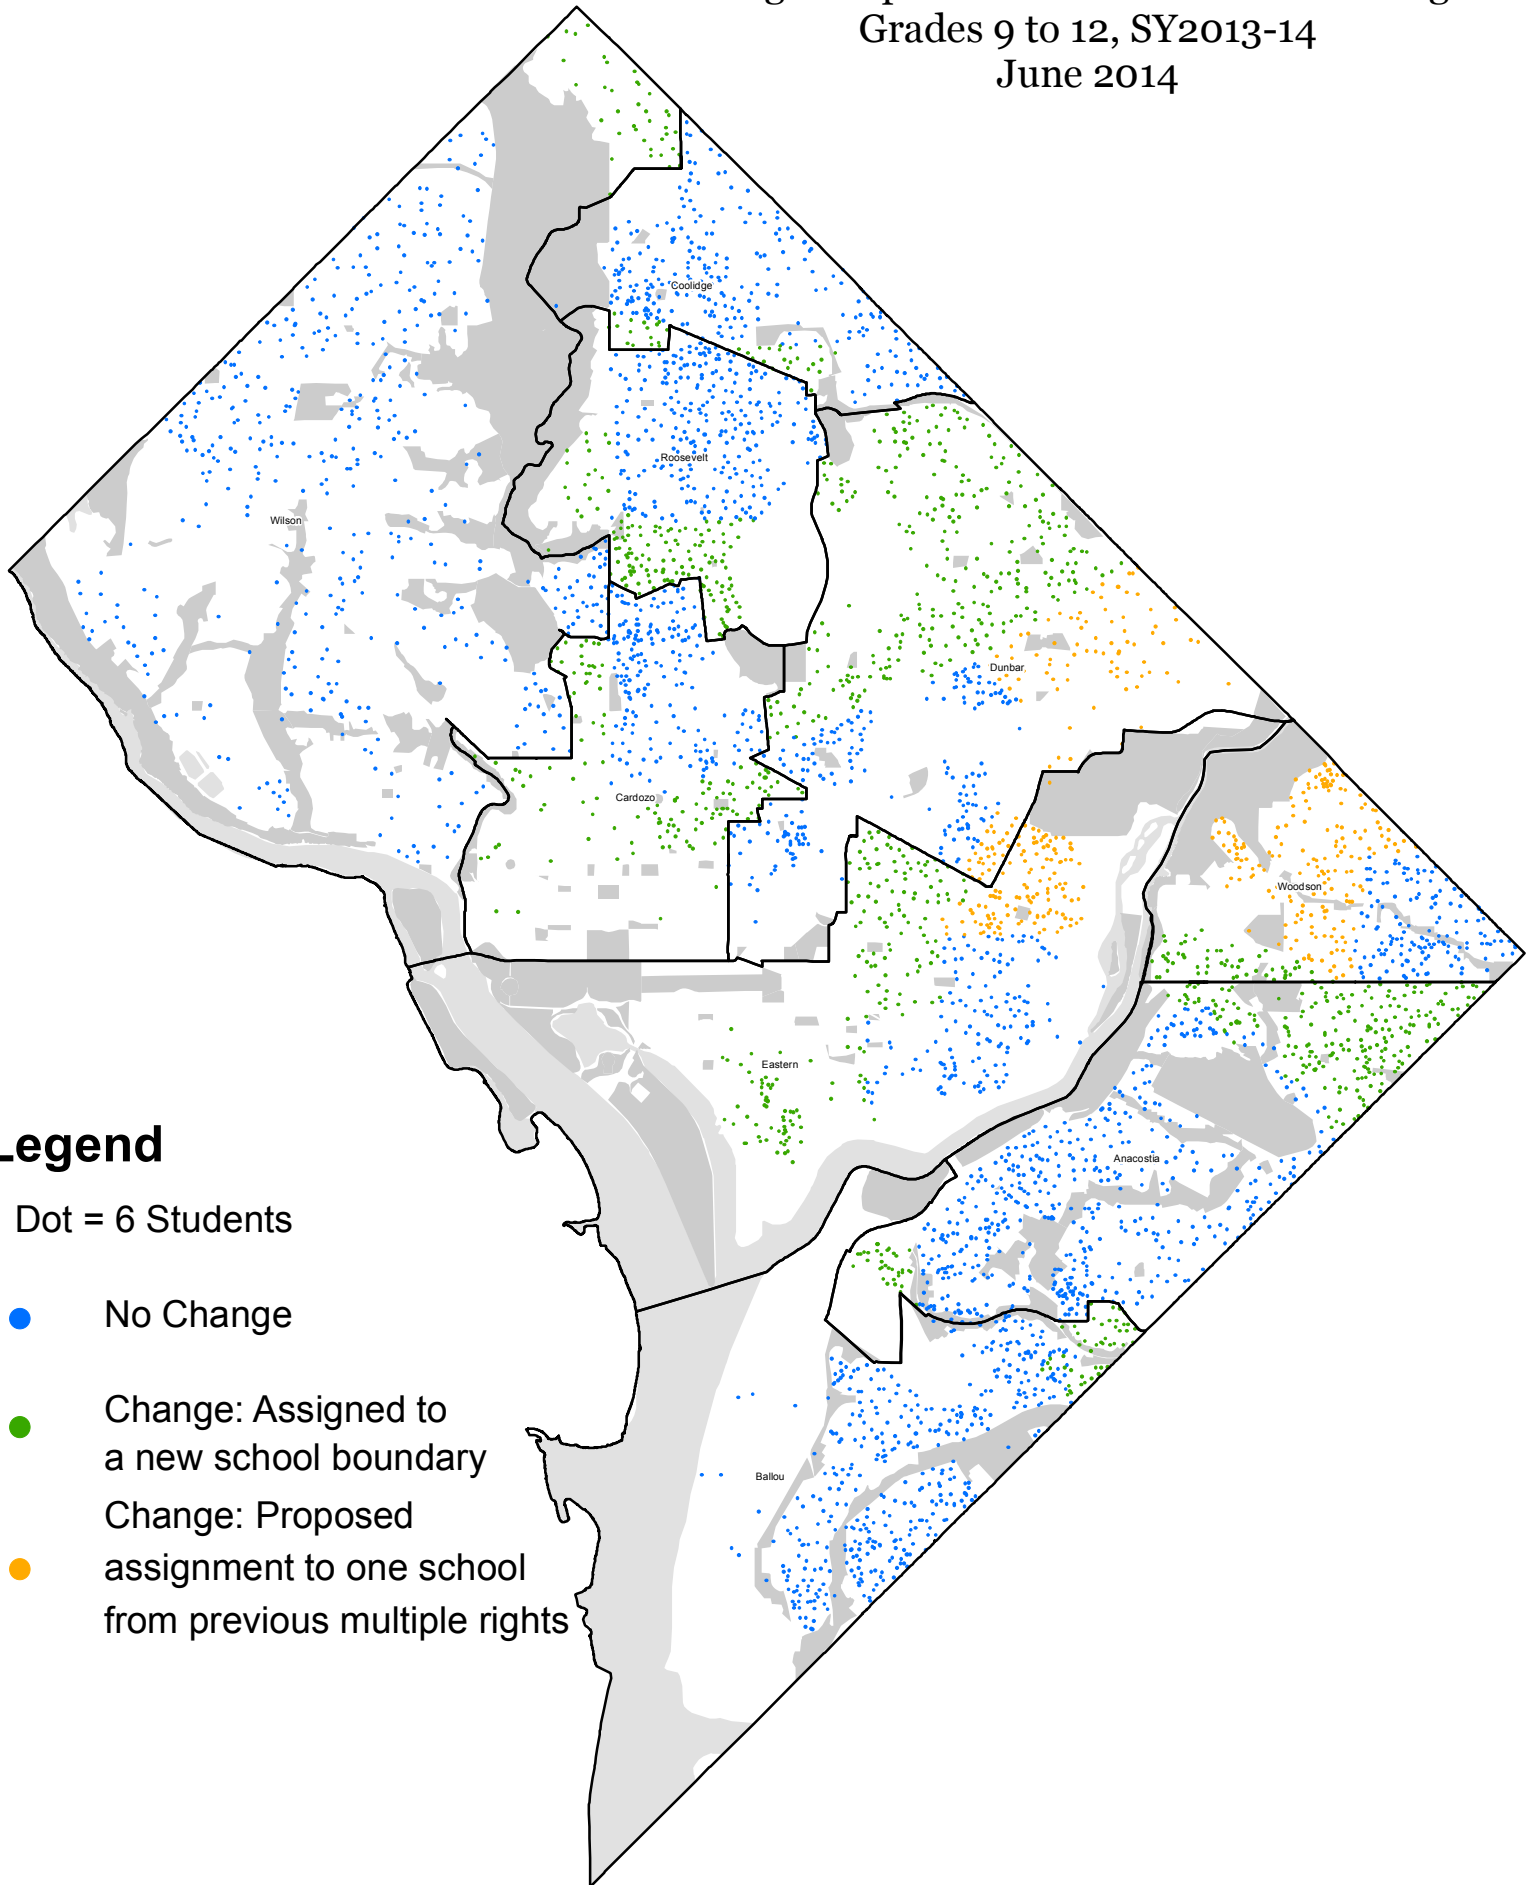 Grades 9 to 12, SY2013-14
June 2014
Coolidge
Roosevelt
Wilson
Dunbar
Cardozo
Woodson
Eastern
Anacostia
Ballou
Legend
Dot = 6 Students
No Change
Change: Assigned to
a new school boundary
Change: Proposed
assignment to one school
from previous multiple rights